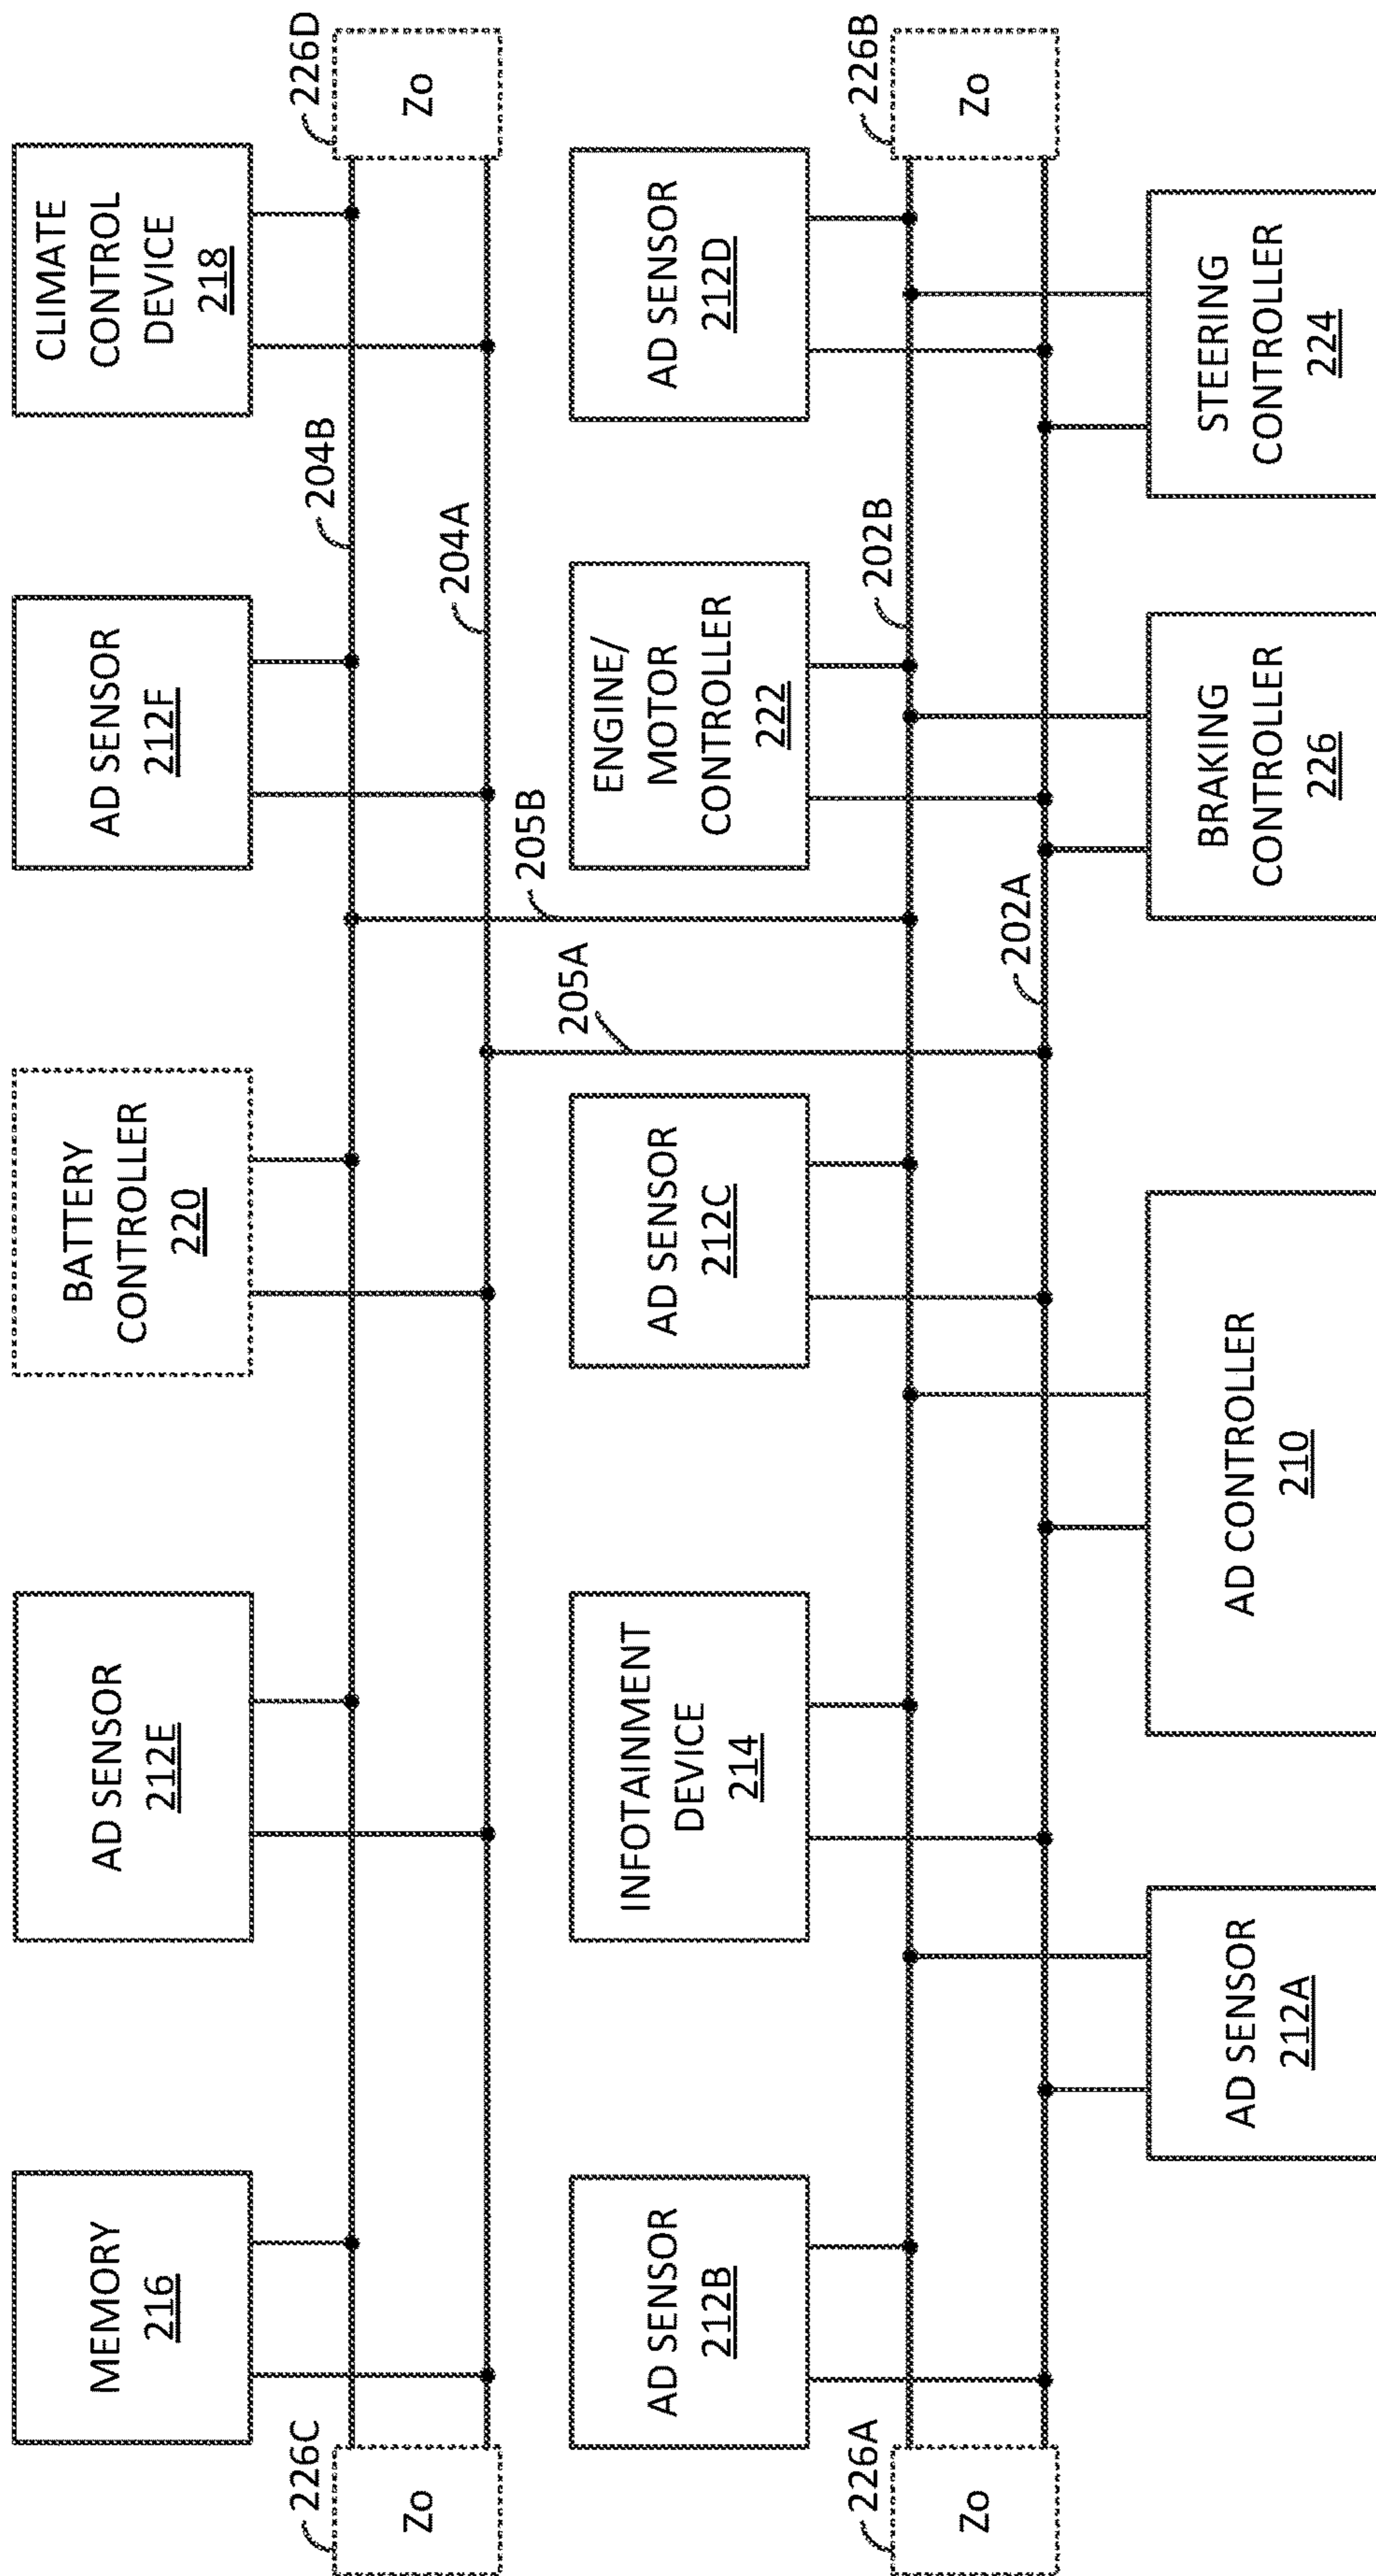 MEMORY
216
AD SENSOR
212E
BATTERY
CONTROLLER
220
AD SENSOR
212F
CLIMATE
CONTROL
DEVICE
218
226C
Zo
204B
204A
226D
Zo
205B
205A
AD SENSOR
212B
INFOTAINMENT
DEVICE
214
AD SENSOR
212C
ENGINE/
MOTOR
CONTROLLER
222
AD SENSOR
212D
226A
Zo
202B
202A
226B
Zo
AD SENSOR
212A
AD CONTROLLER
210
BRAKING
CONTROLLER
226
STEERING
CONTROLLER
224